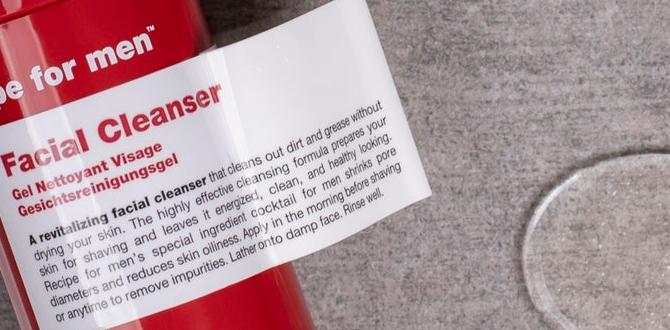 pe for men™
Facial Cleanser
Gel Nettoyant Visage
Gesichtsreinigungsgel
A revitalizing facial cleanser that cleans out dirt and grease without
drying your skin. The highly effective cleansing formula prepares your
skin for shaving and leaves it energized, clean, and healthy looking.
Recipe for men's special ingredient cocktail for men shrinks pore
diameters and reduces skin oiliness. Apply in the morning before shaving
or anytime to remove impurities. Lather onto damp face. Rinse well.